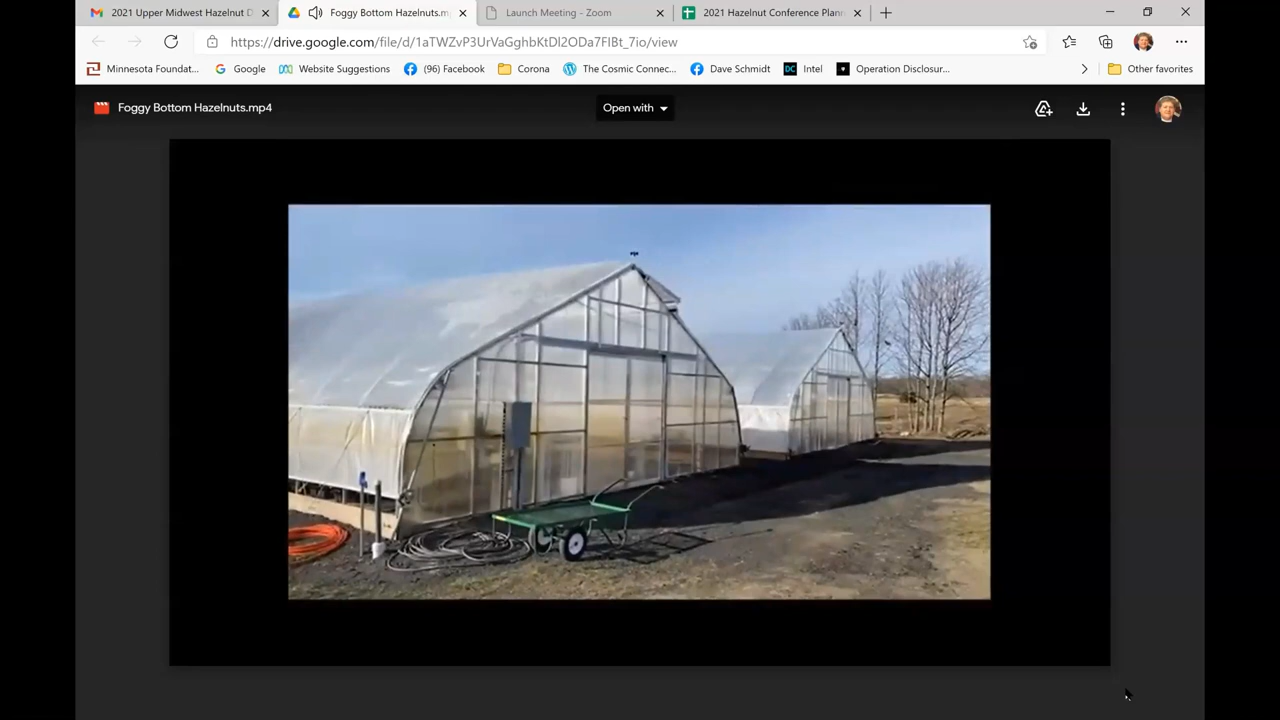 2021 Upper Midwest Hazelnut D
Foggy Bottom Hazelnuts.m
Launch Meeting - Zoom
2021 Hazelnut Conference Plann
https://drive.google.com/file/d/1aTWZvP3UrVaGghbKtDl2ODa7FIBt_7io/view
Minnesota Foundat...
Google
Website Suggestions
(96) Facebook
Corona
The Cosmic Connec...
Dave Schmidt
DC Intel
Operation Disclosur...
Other favorites
Foggy Bottom Hazelnuts.mp4
Open with